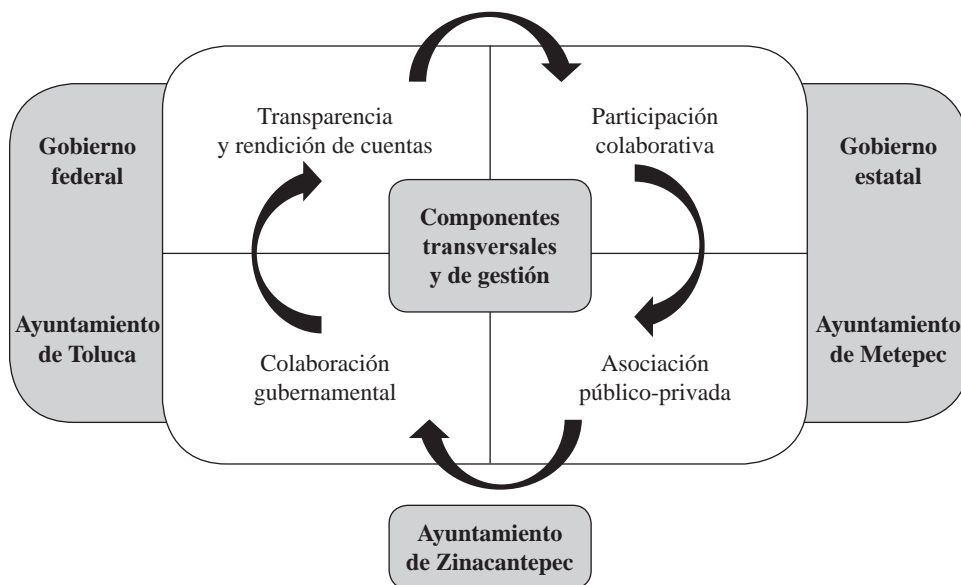 Transparencia
y rendición de cuentas
Participación
colaborativa
Gobierno
federal
Gobierno
estatal
Componentes
transversales
y de gestión
Ayuntamiento
de Toluca
Ayuntamiento
de Metepec
Colaboración
gubernamental
Asociación
público-privada
Ayuntamiento
de Zinacantepec